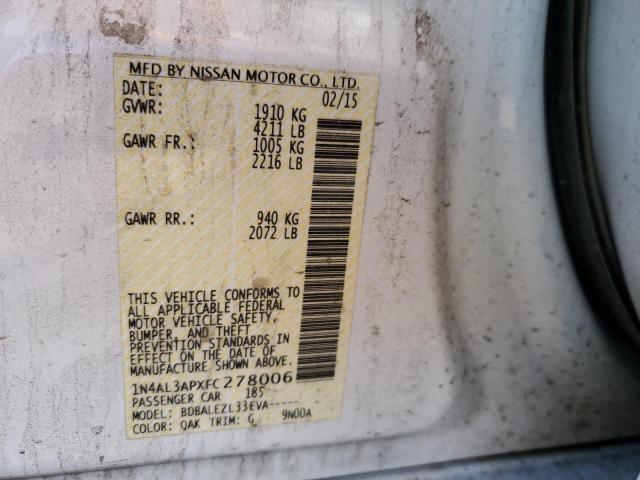 MFD BY NISSAN MOTOR CO., LTD.
DATE: 02/15
GVWR: 1910 KG
4211 LB
GAWR FR.: 1005 KG
2216 LB
GAWR RR.: 940 KG
2072 LB
THIS VEHICLE CONFORMS TO
ALL APPLICABLE FEDERAL
MOTOR VEHICLE SAFETY,
BUMPER, AND THEFT
PREVENTION STANDARDS IN
EFFECT ON THE DATE OF
MANUFACTURE SHOWN ABOVE.
1N4AL3APXFC278006
PASSENGER CAR 185
MODEL: BDBALEZL33EVA-----
COLOR: QAK TRIM: G 9N00A